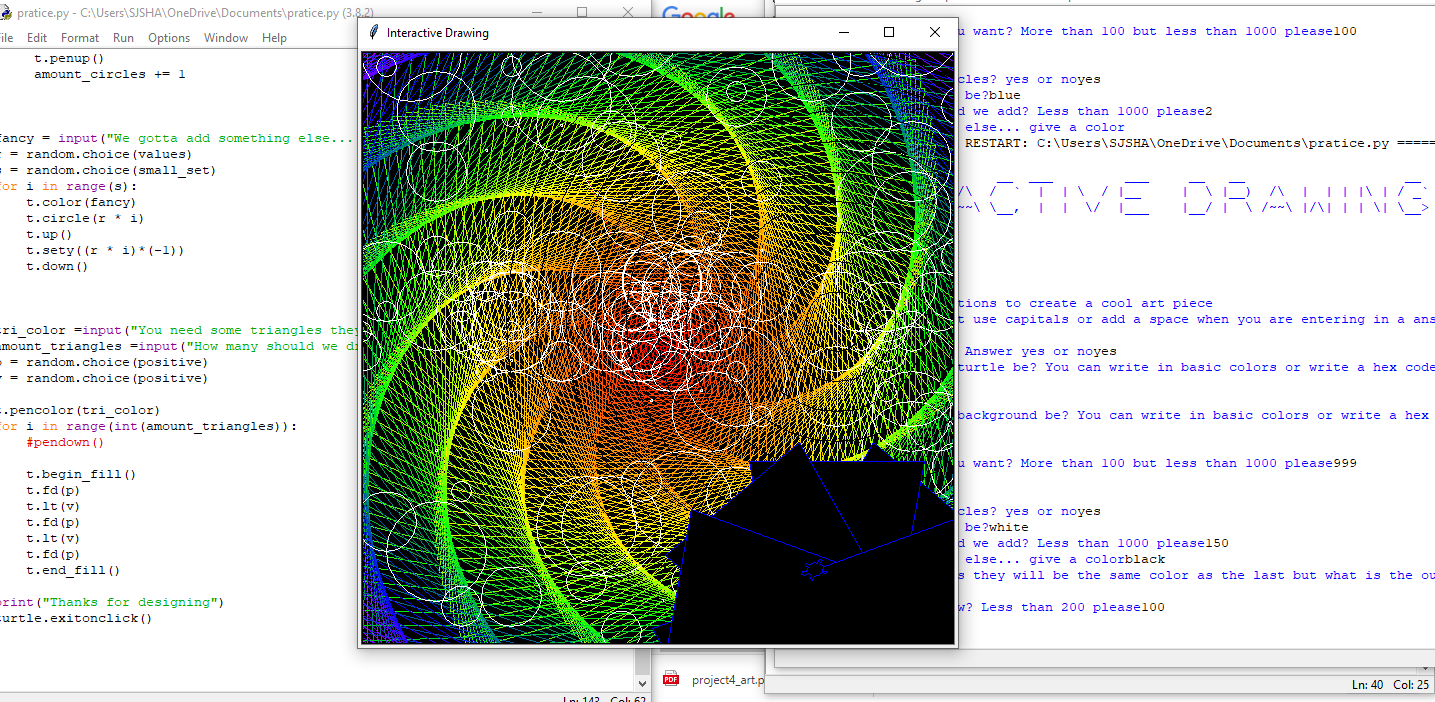 pratice.py - C:\Users\SJSHA\OneDrive\Documents\pratice.py (3.8.2)
Edit Format Run Options Window Help
t.penup()
amount_circles += 1
fancy = input("We gotta add something else...
= random.choice(values)
= random.choice(small_set)
for i in range(s):
t.color(fancy)
t.circle(r * i)
t.up()
t.sety((r * i)*(-1))
t.down()
tri_color =input("You need some triangles they
amount_triangles =input("How many should we dr
= random.choice(positive)
= random.choice(positive)
t.pencolor(tri_color)
for i in range(int(amount_triangles)):
#pendown()
t.begin_fill()
t.fd(p)
t.lt(v)
t.fd(p)
t.lt(v)
t.fd(p)
t.end_fill()
print("Thanks for designing")
turtle.exitonclick()
Ln: 143 Col: 62
Google
Interactive Drawing
PDF project4_art.p
u want? More than 100 but less than 1000 please100
cles? yes or noyes
be?blue
d we add? Less than 1000 please2
else... give a color
RESTART: C:\Users\SJSHA\OneDrive\Documents\pratice.py =====
CTIVE DRAWING
tions to create a cool art piece
t use capitals or add a space when you are entering in a ans
Answer yes or noyes
turtle be? You can write in basic colors or write a hex code
background be? You can write in basic colors or write a hex
u want? More than 100 but less than 1000 please999
cles? yes or noyes
be?white
d we add? Less than 1000 please150
else... give a colorblack
s they will be the same color as the last but what is the ou
w? Less than 200 please100
Ln: 40 Col: 25